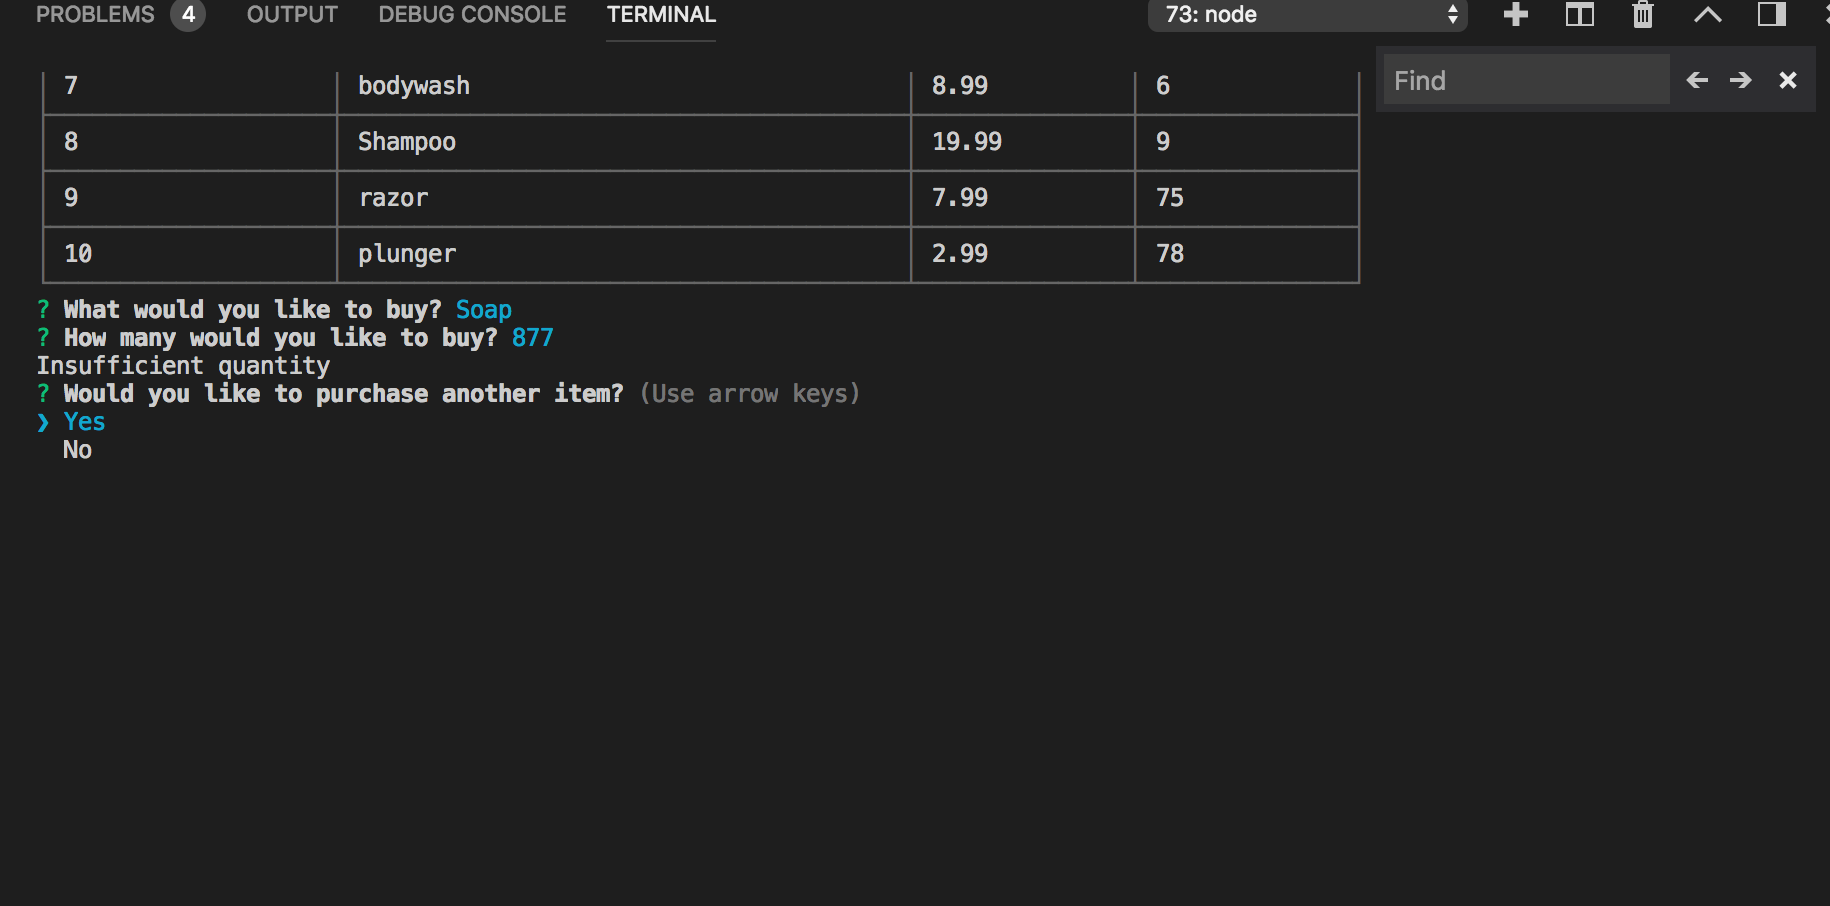 PROBLEMS 4 OUTPUT DEBUG CONSOLE TERMINAL 73: node
Find
7 bodywash 8.99 6
8 Shampoo 19.99 9
9 razor 7.99 75
10 plunger 2.99 78
? What would you like to buy? Soap
? How many would you like to buy? 877
Insufficient quantity
? Would you like to purchase another item? (Use arrow keys)
❯ Yes
No